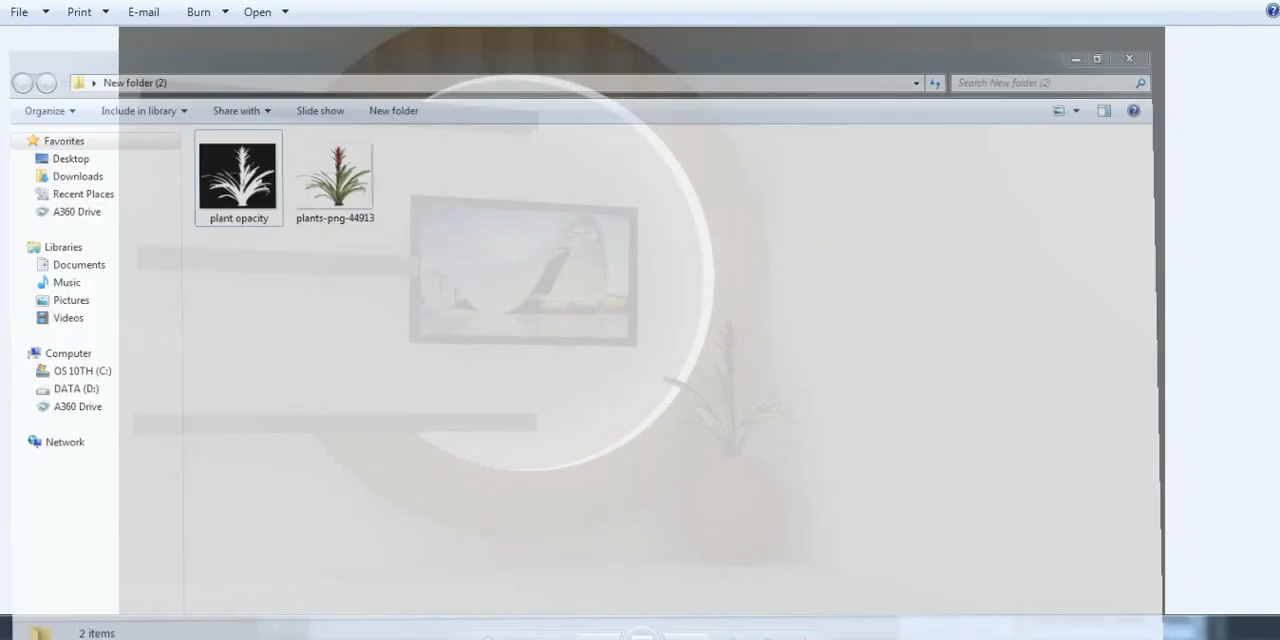 File Print E-mail Burn Open
New folder (2) Search New folder (2)
Organize Include in library Share with Slide show New folder
Favorites
Desktop
Downloads
Recent Places
A360 Drive
Libraries
Documents
Music
Pictures
Videos
Computer
OS10TH (C:)
DATA (D:)
A360 Drive
Network
plant opacity
plants-png-44913
2 items